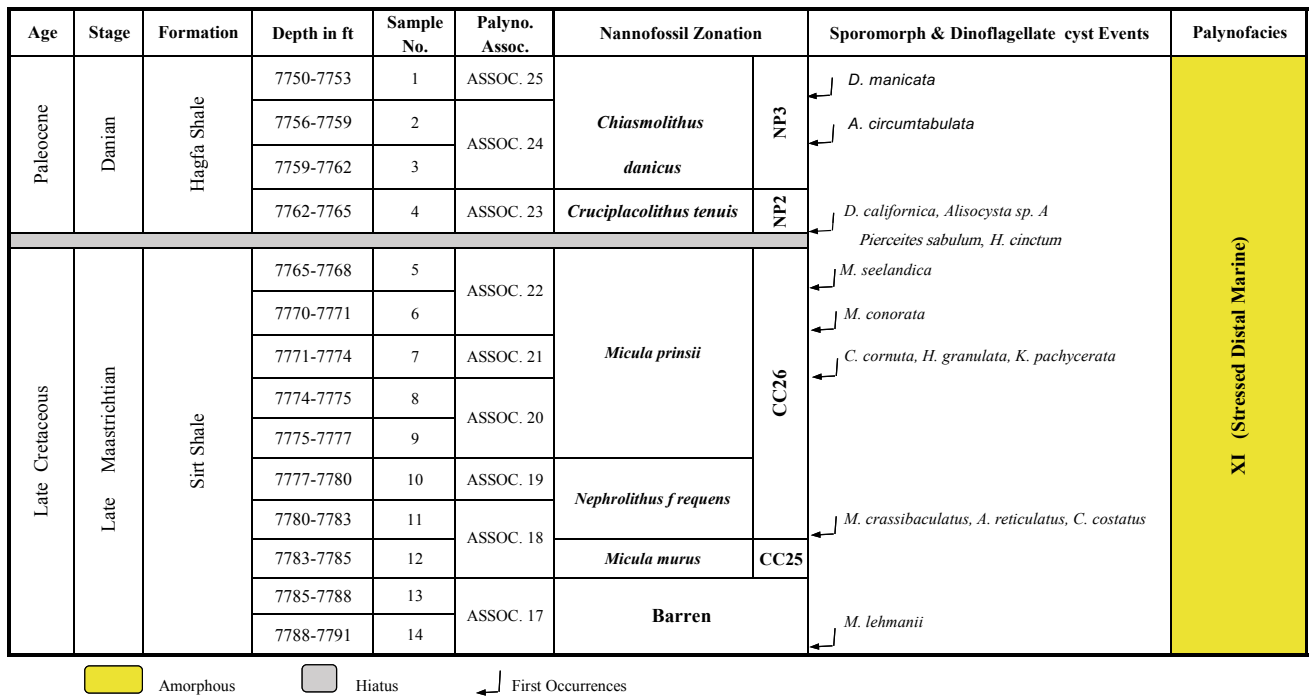 Age Stage Formation Depth in ft Sample No. Palyno. Assoc. Nannofossil Zonation Sporomorph & Dinoflagellate cyst Events Palynofacies
Paleocene
Danian
Hagfa Shale
7750-7753 1 ASSOC. 25
D. manicata
7756-7759 2
ASSOC. 24
Chiasmolithus
danicus
NP3
A. circumtabulata
7759-7762 3
7762-7765 4 ASSOC. 23 Cruciplacolithus tenuis NP2
D. californica, Alisocysta sp. A
Pierceites sabulum, H. cinctum
Late Cretaceous
Late Maastrichtian
Sirt Shale
7765-7768 5
ASSOC. 22
M. seelandica
7770-7771 6
M. conorata
7771-7774 7 ASSOC. 21 Micula prinsii
CC26
C. cornuta, H. granulata, K. pachycerata
7774-7775 8
ASSOC. 20
7775-7777 9
7777-7780 10 ASSOC. 19
Nephrolithus f requens
7780-7783 11
ASSOC. 18
M. crassibaculatus, A. reticulatus, C. costatus
7783-7785 12 Micula murus CC25
7785-7788 13
ASSOC. 17
Barren
7788-7791 14
M. lehmanii
XI (Stressed Distal Marine)
Amorphous Hiatus First Occurrences